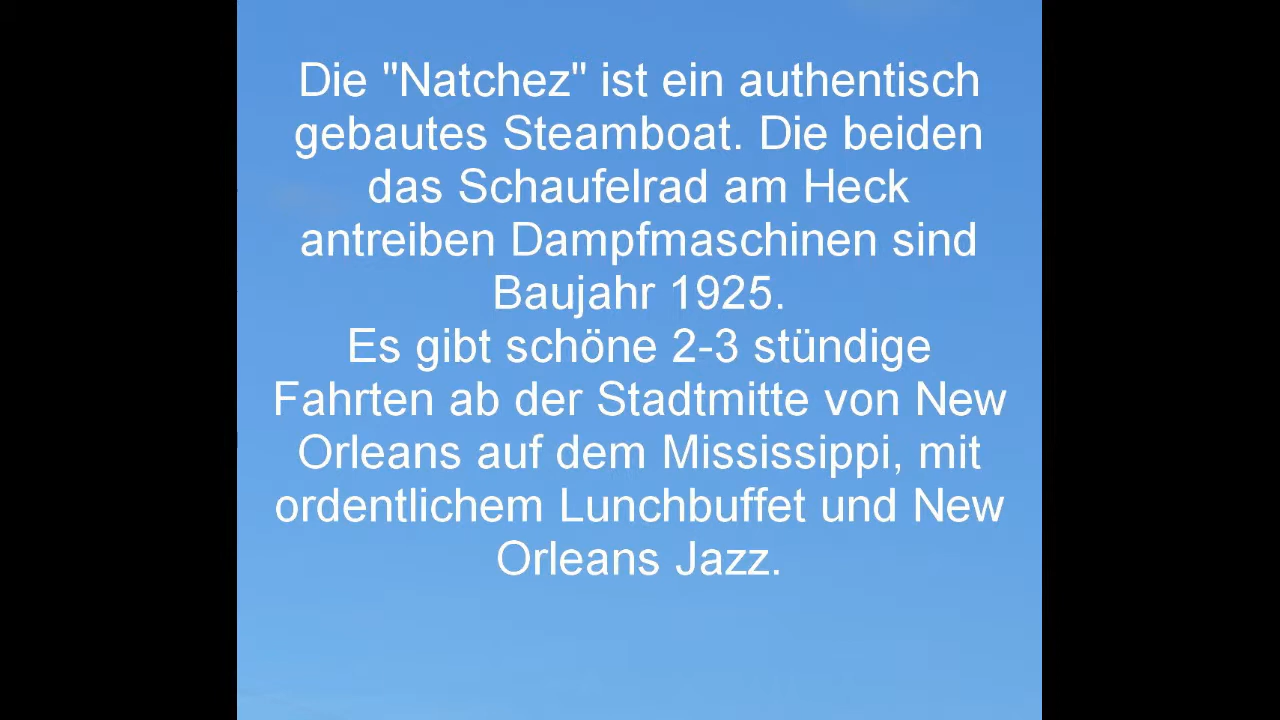 Die "Natchez" ist ein authentisch
gebautes Steamboat. Die beiden
das Schaufelrad am Heck
antreiben Dampfmaschinen sind
Baujahr 1925.
Es gibt schöne 2-3 stündige
Fahrten ab der Stadtmitte von New
Orleans auf dem Mississippi, mit
ordentlichem Lunchbuffet und New
Orleans Jazz.